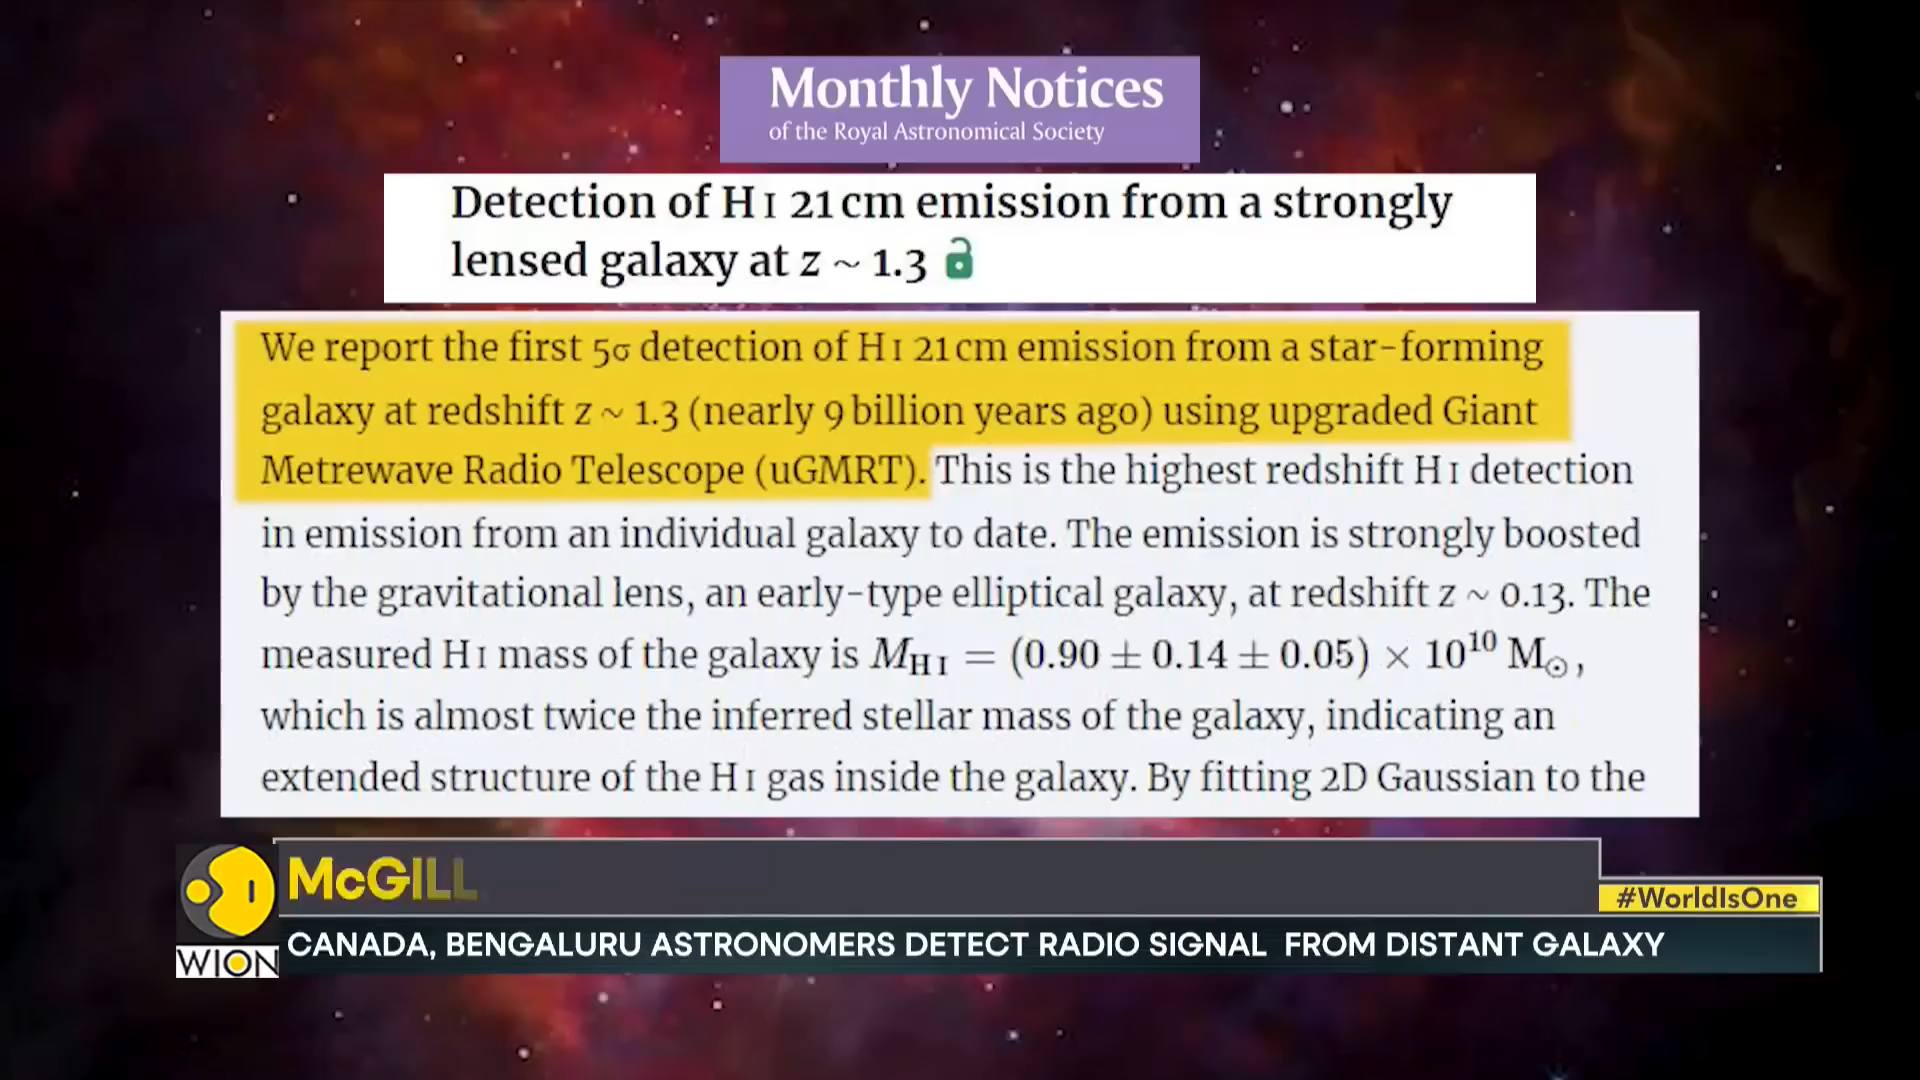 Monthly Notices
of the Royal Astronomical Society
Detection of H I 21 cm emission from a strongly
lensed galaxy at z ~ 1.3
We report the first 5σ detection of H I 21 cm emission from a star-forming
galaxy at redshift z ~ 1.3 (nearly 9 billion years ago) using upgraded Giant
Metrewave Radio Telescope (uGMRT). This is the highest redshift H I detection
in emission from an individual galaxy to date. The emission is strongly boosted
by the gravitational lens, an early-type elliptical galaxy, at redshift z ~ 0.13. The
measured H I mass of the galaxy is M_HI = (0.90 ± 0.14 ± 0.05) × 10¹⁰ M☉,
which is almost twice the inferred stellar mass of the galaxy, indicating an
extended structure of the H I gas inside the galaxy. By fitting 2D Gaussian to the
McGILL
#WorldIsOne
WION
CANADA, BENGALURU ASTRONOMERS DETECT RADIO SIGNAL FROM DISTANT GALAXY